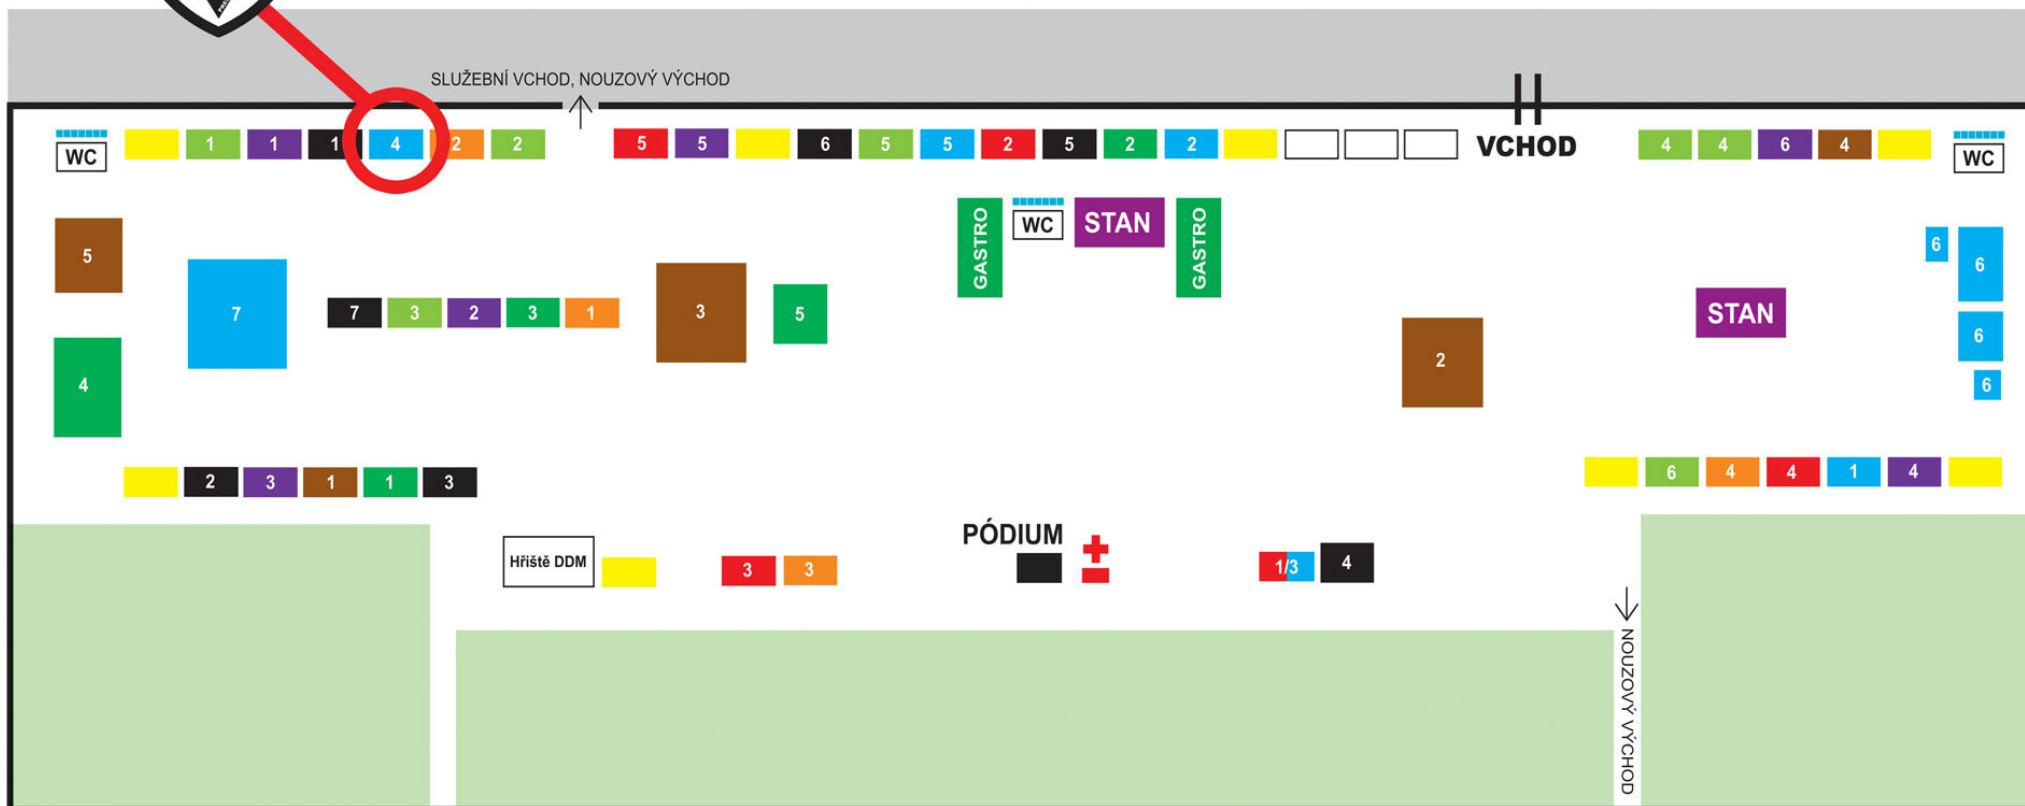 SLUŽEBNÍ VCHOD, NOUZOVÝ VÝCHOD
WC 1 1 1 4 2 2 5 5 6 5 5 2 5 2 2 VCHOD 4 4 6 4 WC
GASTRO WC STAN GASTRO
5 7 7 3 2 3 1 3 5 STAN 6 6
4 2 6
6
2 3 1 1 3 6 4 4 1 4
PÓDIUM
Hřiště DDM 3 3 1/3 4
NOUZOVÝ VÝCHOD